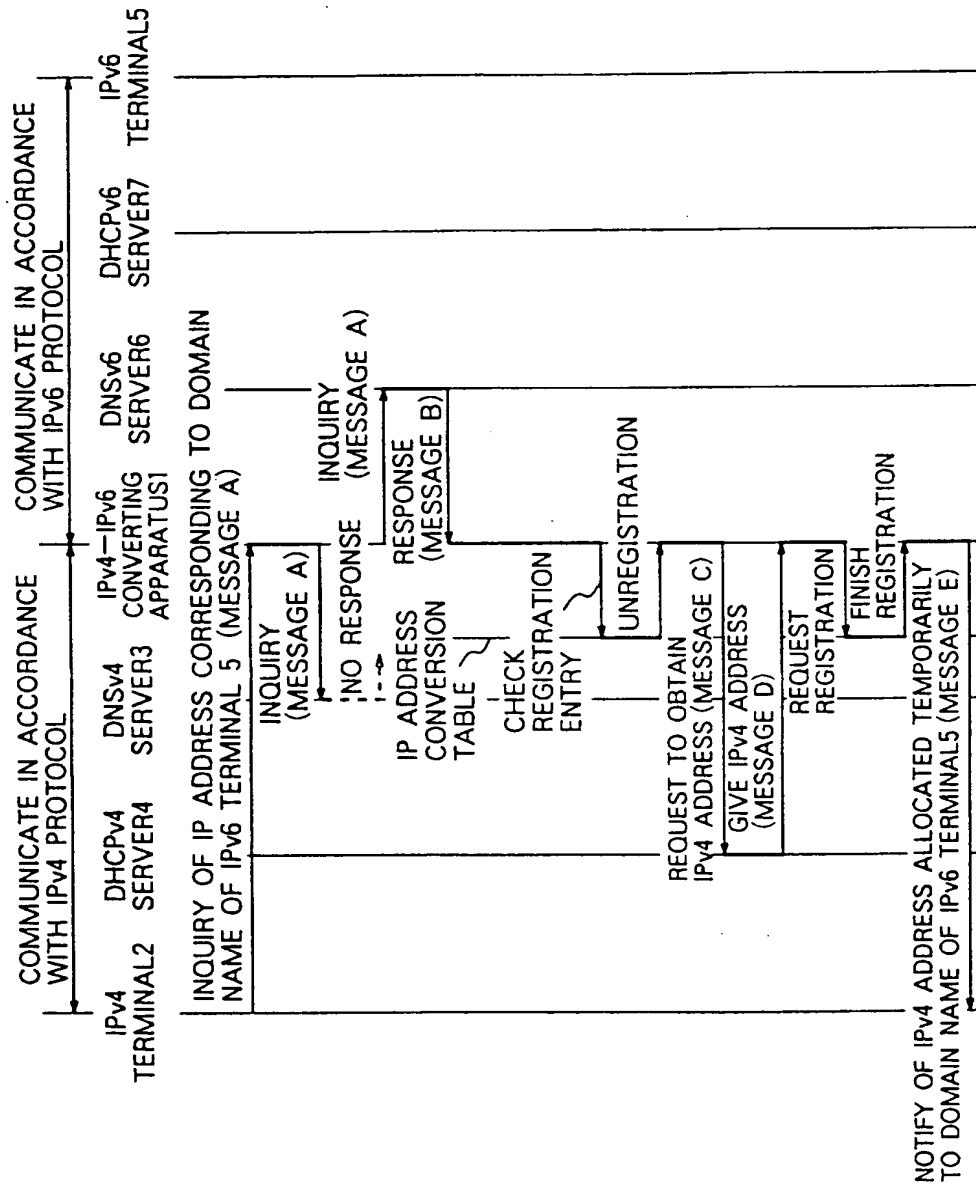 COMMUNICATE IN ACCORDANCE
WITH IPv4 PROTOCOL
COMMUNICATE IN ACCORDANCE
WITH IPv6 PROTOCOL
IPv4
TERMINAL2
DHCPv4
SERVER4
DNSv4
SERVER3
IPv4—IPv6
CONVERTING
APPARATUS1
DNSv6
SERVER6
DHCPv6
SERVER7
IPv6
TERMINAL5
INQUIRY OF IP ADDRESS CORRESPONDING TO DOMAIN
NAME OF IPv6 TERMINAL 5 (MESSAGE A)
INQUIRY
(MESSAGE A)
NO RESPONSE
INQUIRY
(MESSAGE A)
RESPONSE
(MESSAGE B)
IP ADDRESS
CONVERSION
TABLE
CHECK
REGISTRATION
ENTRY
UNREGISTRATION
REQUEST TO OBTAIN
IPv4 ADDRESS (MESSAGE C)
GIVE IPv4 ADDRESS
(MESSAGE D)
REQUEST
REGISTRATION
FINISH
REGISTRATION
NOTIFY OF IPv4 ADDRESS ALLOCATED TEMPORARILY
TO DOMAIN NAME OF IPv6 TERMINAL5 (MESSAGE E)